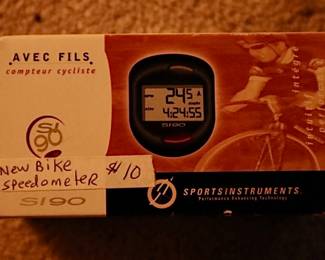 AVEC FILS
compteur cycliste
24.5
4:24:55
SI90
SI
90
New Bike
Speedometer
$10
SI90
SPORTSINSTRUMENTS
Performance Enhancing Technology
intégré